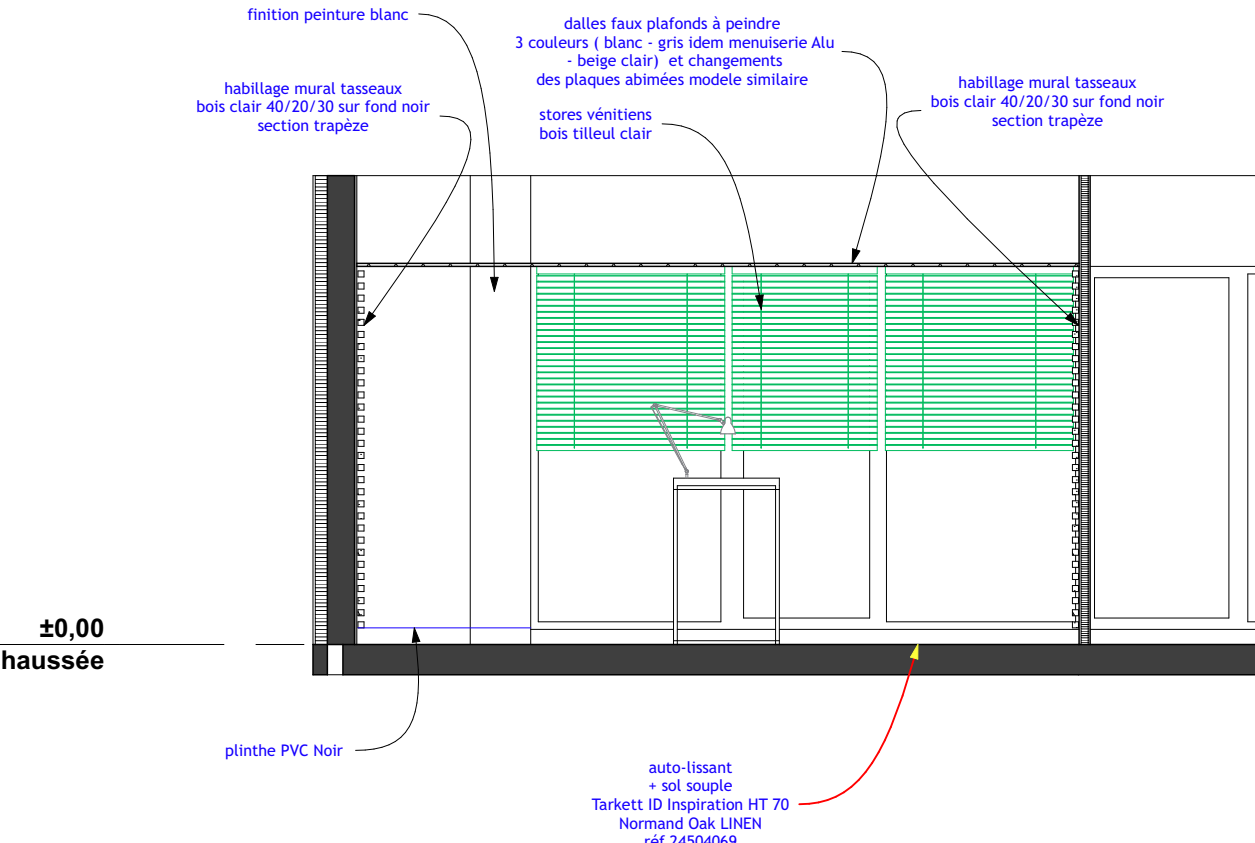 finition peinture blanc
dalles faux plafonds à peindre
3 couleurs ( blanc - gris idem menuiserie Alu
- beige clair) et changements
des plaques abimées modele similaire
habillage mural tasseaux
bois clair 40/20/30 sur fond noir
section trapèze
stores vénitiens
bois tilleul clair
habillage mural tasseaux
bois clair 40/20/30 sur fond noir
section trapèze
±0,00
haussée
plinthe PVC Noir
auto-lissant
+ sol souple
Tarkett ID Inspiration HT 70
Normand Oak LINEN
réf 24504069